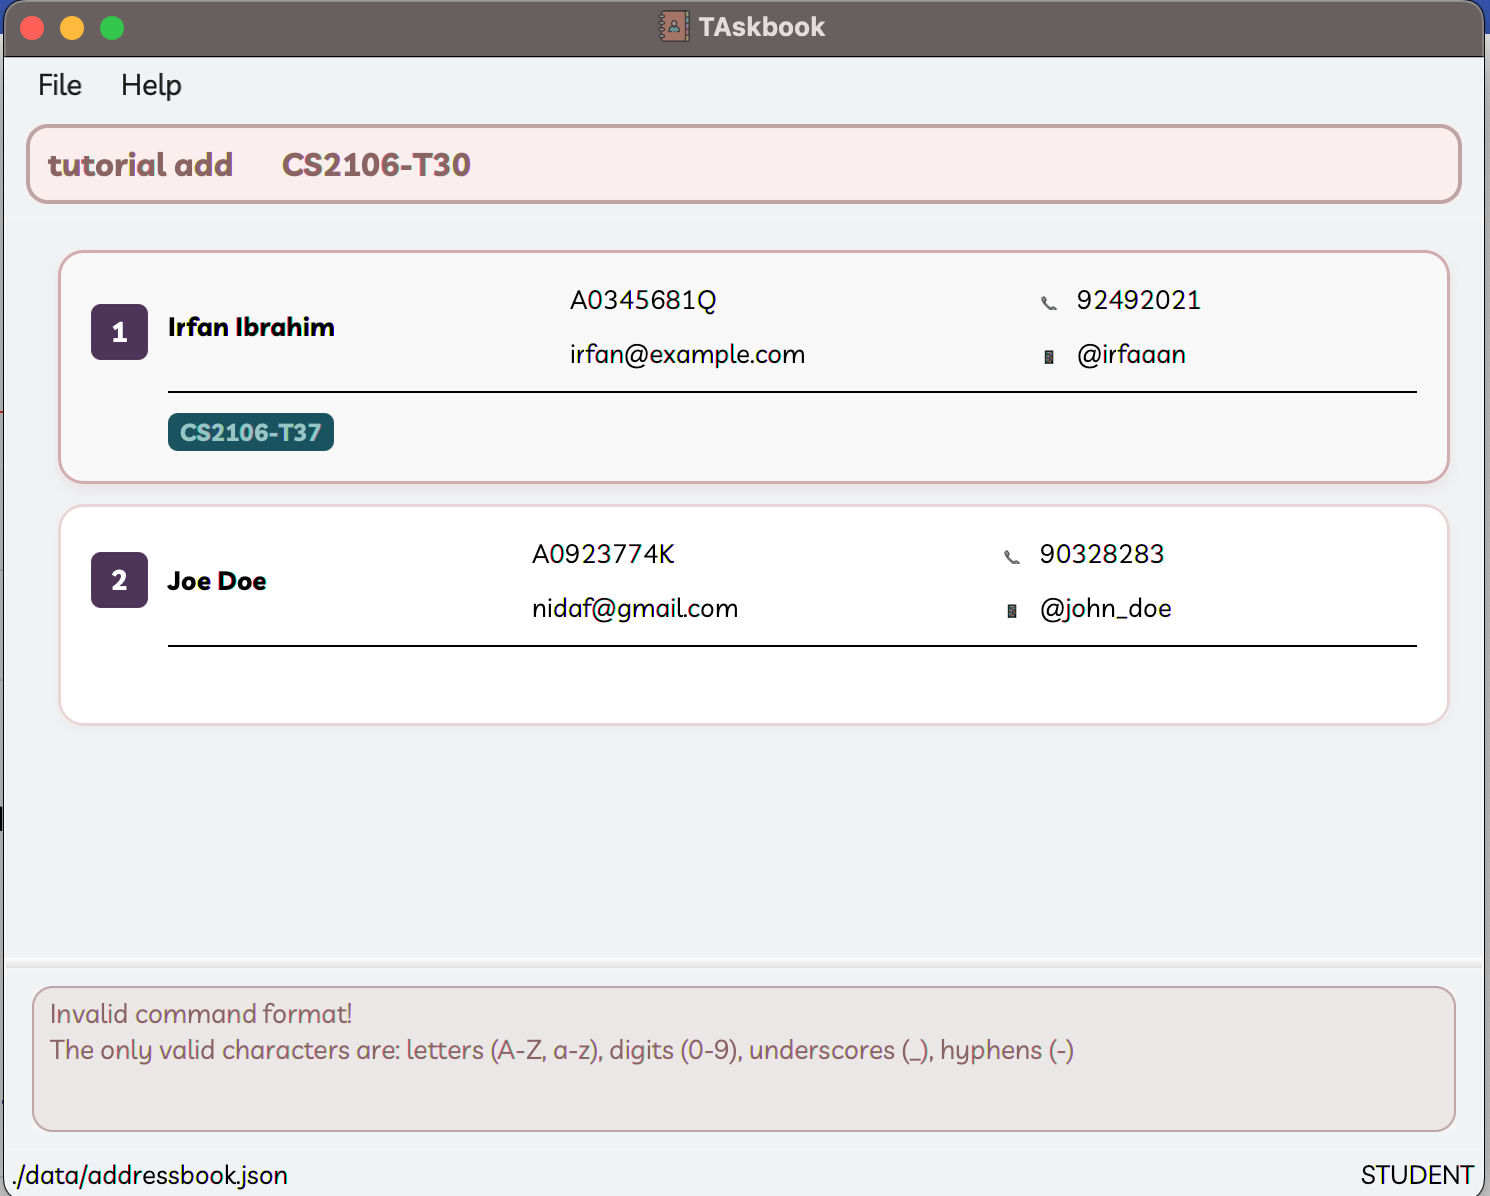 TAskbook
File Help
tutorial add CS2106-T30
1 Irfan Ibrahim
A0345681Q
irfan@example.com
92492021
@irfaaan
CS2106-T37
2 Joe Doe
A0923774K
nidaf@gmail.com
90328283
@john_doe
Invalid command format!
The only valid characters are: letters (A-Z, a-z), digits (0-9), underscores (_), hyphens (-)
./data/addressbook.json
STUDENT